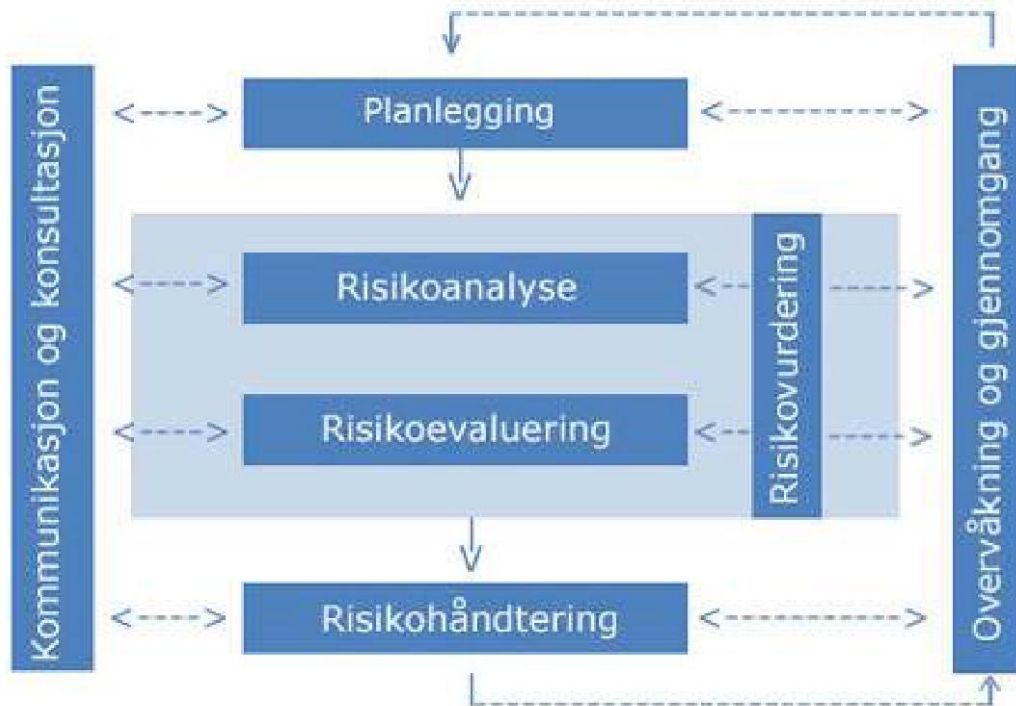 Kommunikasjon og konsultasjon
Planlegging
Risikoanalyse
Risikoevaluering
Risikovurdering
Risikohåndtering
Overvåkning og gjennomgang